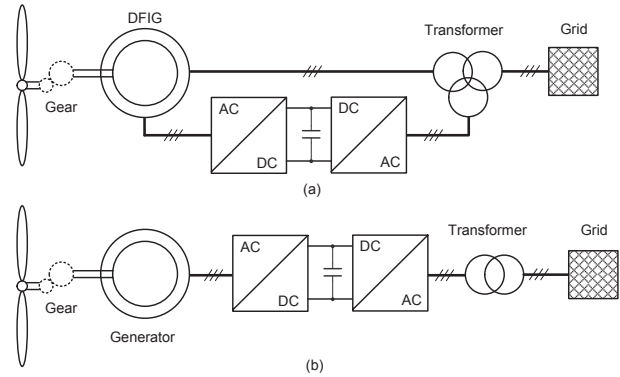 DFIG
Transformer
Grid
Gear
AC
DC
DC
AC
(a)
Transformer
Grid
AC
DC
DC
AC
Gear
Generator
(b)